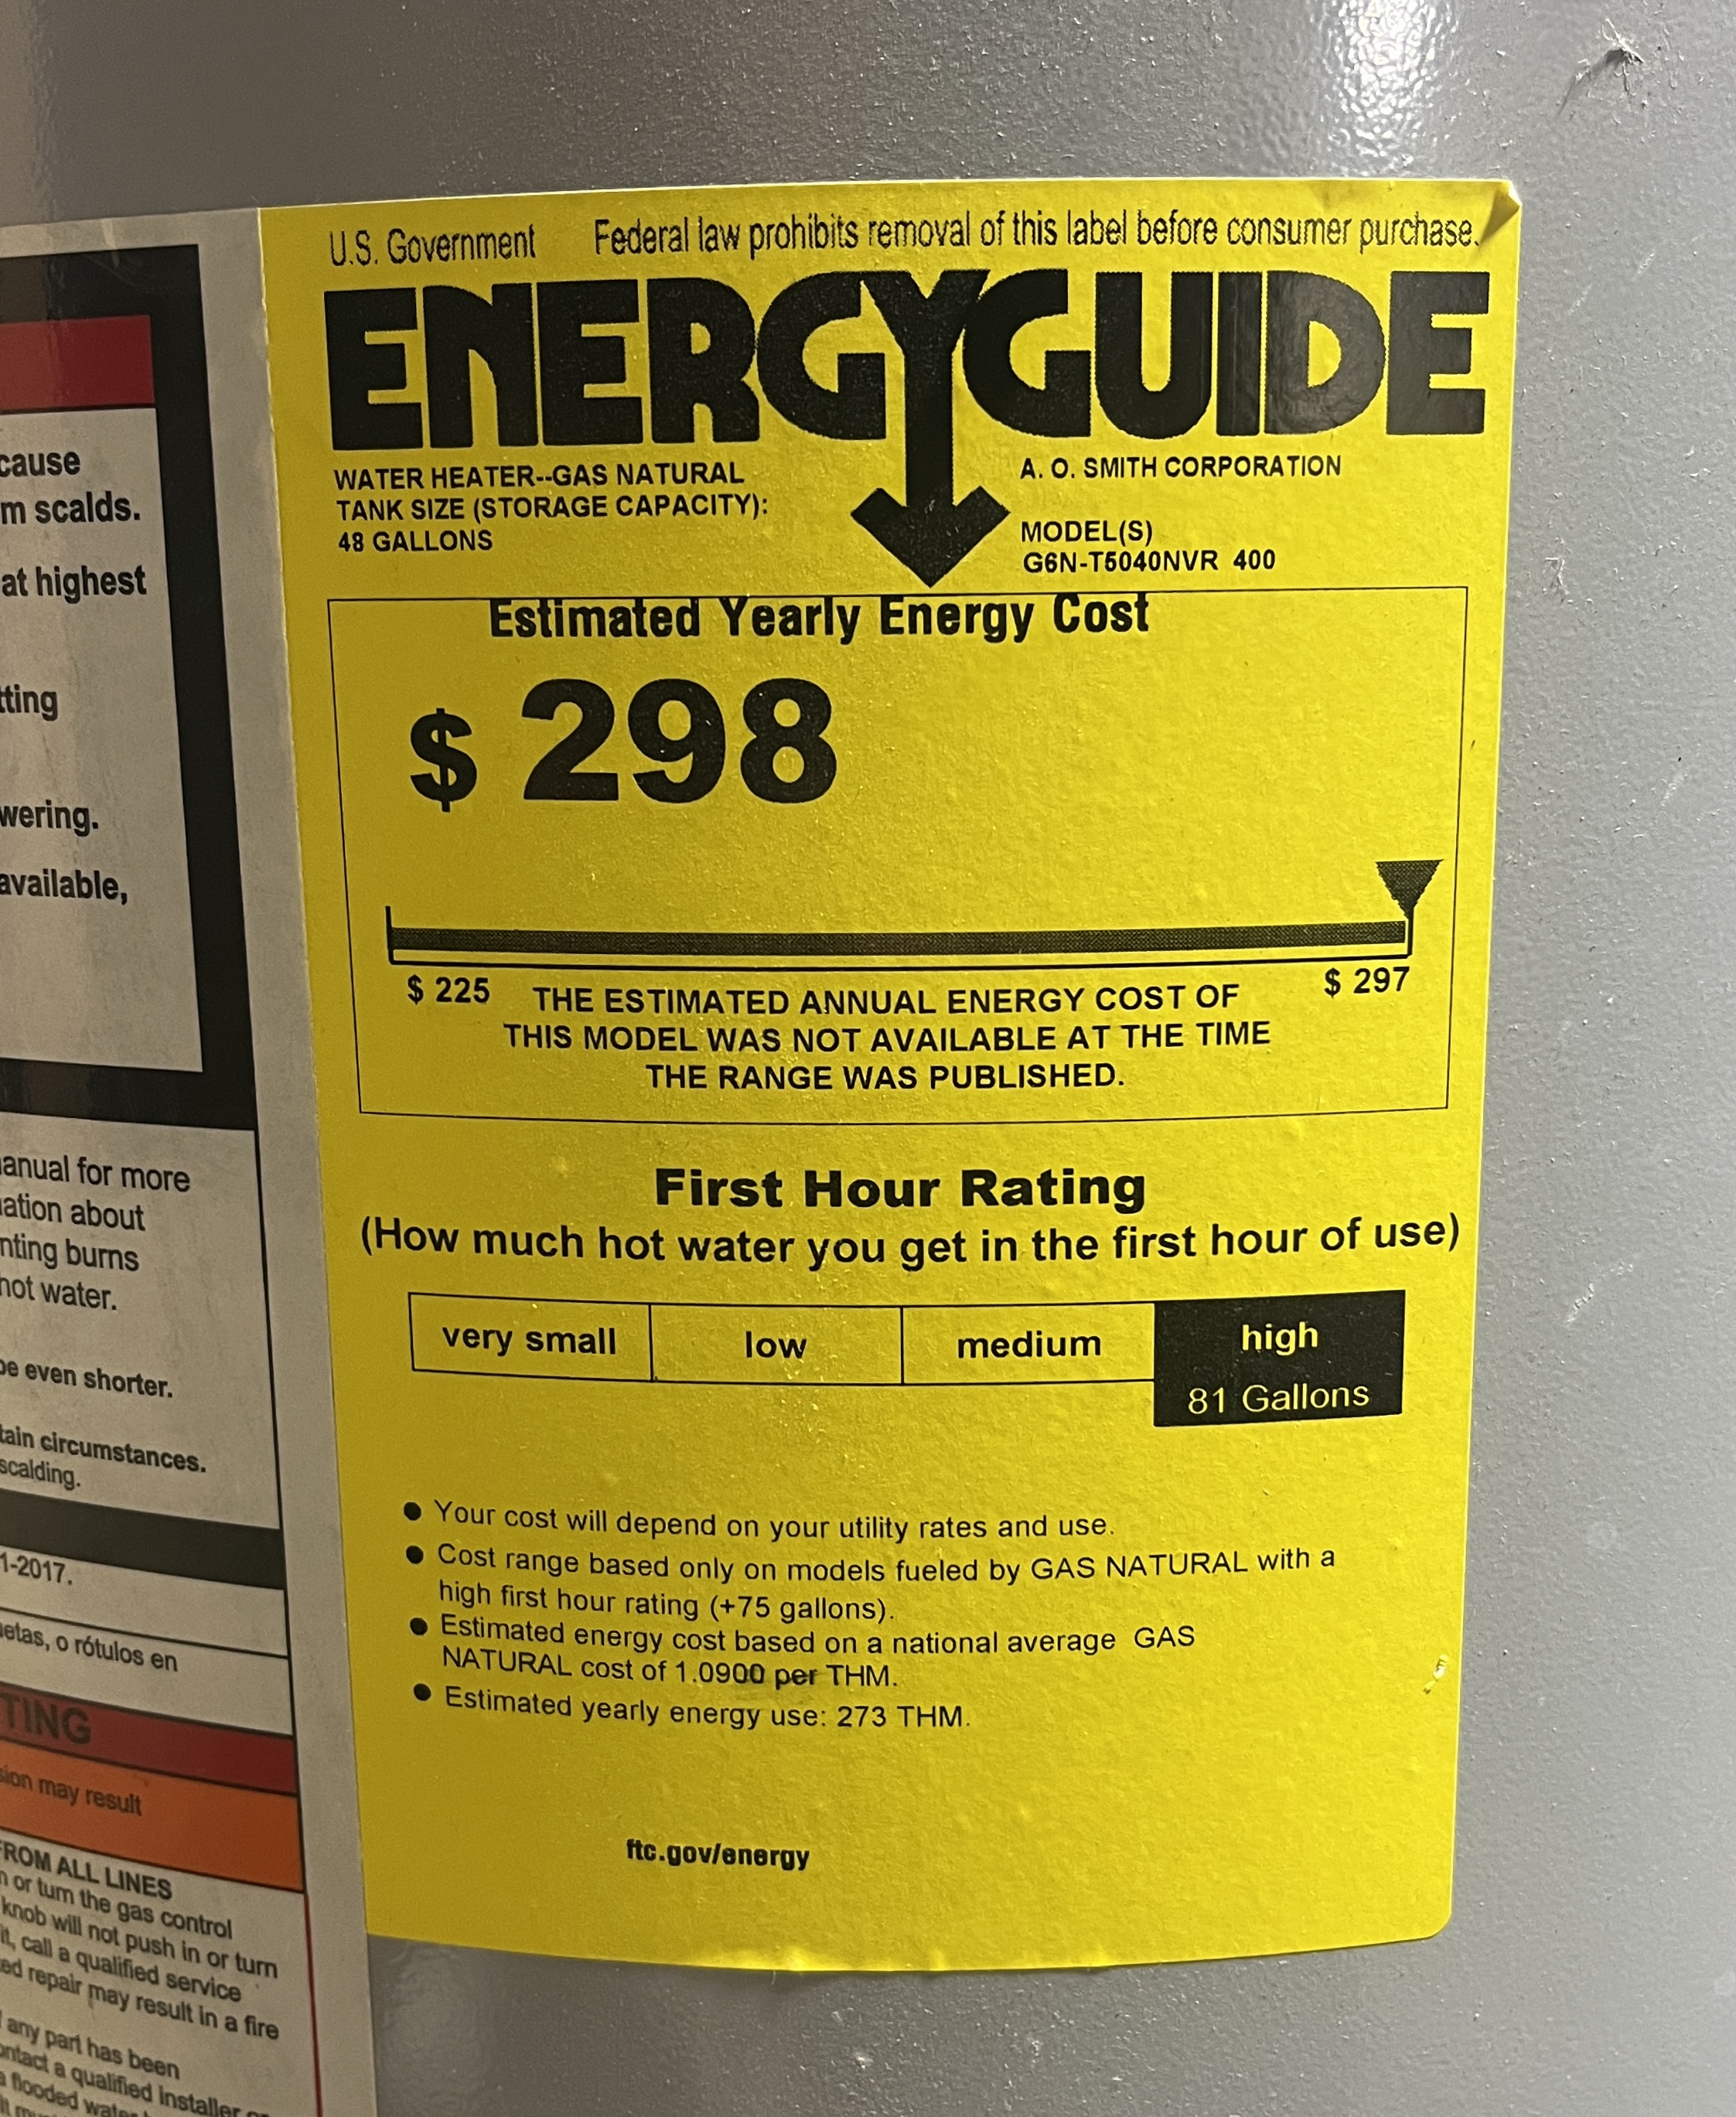 cause
m scalds.
at highest
tting
wering.
available,
anual for more
ation about
nting burns
hot water.
be even shorter.
tain circumstances.
scalding.
1-2017.
uetas, o rótulos en
TING
sion may result
FROM ALL LINES
n or turn the gas control
knob will not push in or turn
it, call a qualified service
ed repair may result in a fire
any part has been
ontact a qualified installer
a flooded water
U.S. Government Federal law prohibits removal of this label before consumer purchase.
ENERGYGUIDE
WATER HEATER--GAS NATURAL
TANK SIZE (STORAGE CAPACITY):
48 GALLONS
A. O. SMITH CORPORATION
MODEL(S)
G6N-T5040NVR 400
Estimated Yearly Energy Cost
$ 298
$ 225
$ 297
THE ESTIMATED ANNUAL ENERGY COST OF
THIS MODEL WAS NOT AVAILABLE AT THE TIME
THE RANGE WAS PUBLISHED.
First Hour Rating
(How much hot water you get in the first hour of use)
very small low medium high
81 Gallons
● Your cost will depend on your utility rates and use.
● Cost range based only on models fueled by GAS NATURAL with a
high first hour rating (+75 gallons).
● Estimated energy cost based on a national average GAS
NATURAL cost of 1.0900 per THM.
● Estimated yearly energy use: 273 THM.
ftc.gov/energy